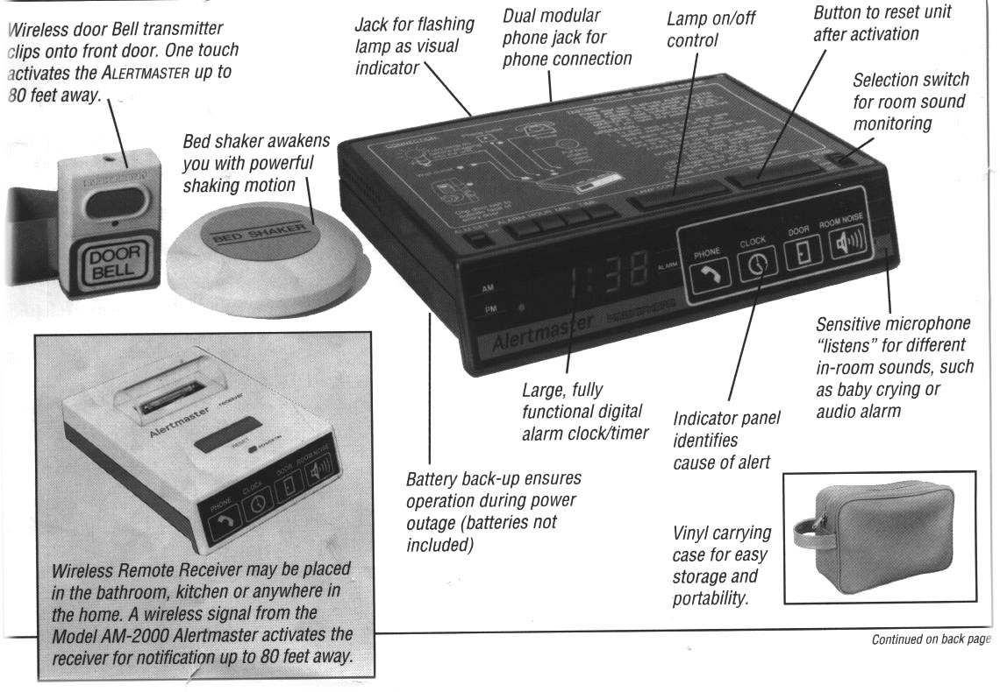 Wireless door Bell transmitter
clips onto front door. One touch
activates the ALERTMASTER up to
80 feet away.
Jack for flashing
lamp as visual
indicator
Dual modular
phone jack for
phone connection
Lamp on/off
control
Button to reset unit
after activation
Selection switch
for room sound
monitoring
Bed shaker awakens
you with powerful
shaking motion
DOOR
BELL
BED SHAKER
ALARM HOUR MIN. TIME
AM
PM
1:38
ALARM
PHONE
CLOCK
DOOR
ROOM NOISE
Alertmaster
Sensitive microphone
“listens” for different
in-room sounds, such
as baby crying or
audio alarm
Large, fully
functional digital
alarm clock/timer
Indicator panel
identifies
cause of alert
Battery back-up ensures
operation during power
outage (batteries not
included)
Alertmaster receiver
RESET
PHONE
CLOCK
DOOR
ROOM NOISE
Wireless Remote Receiver may be placed
in the bathroom, kitchen or anywhere in
the home. A wireless signal from the
Model AM-2000 Alertmaster activates the
receiver for notification up to 80 feet away.
Vinyl carrying
case for easy
storage and
portability.
Continued on back page